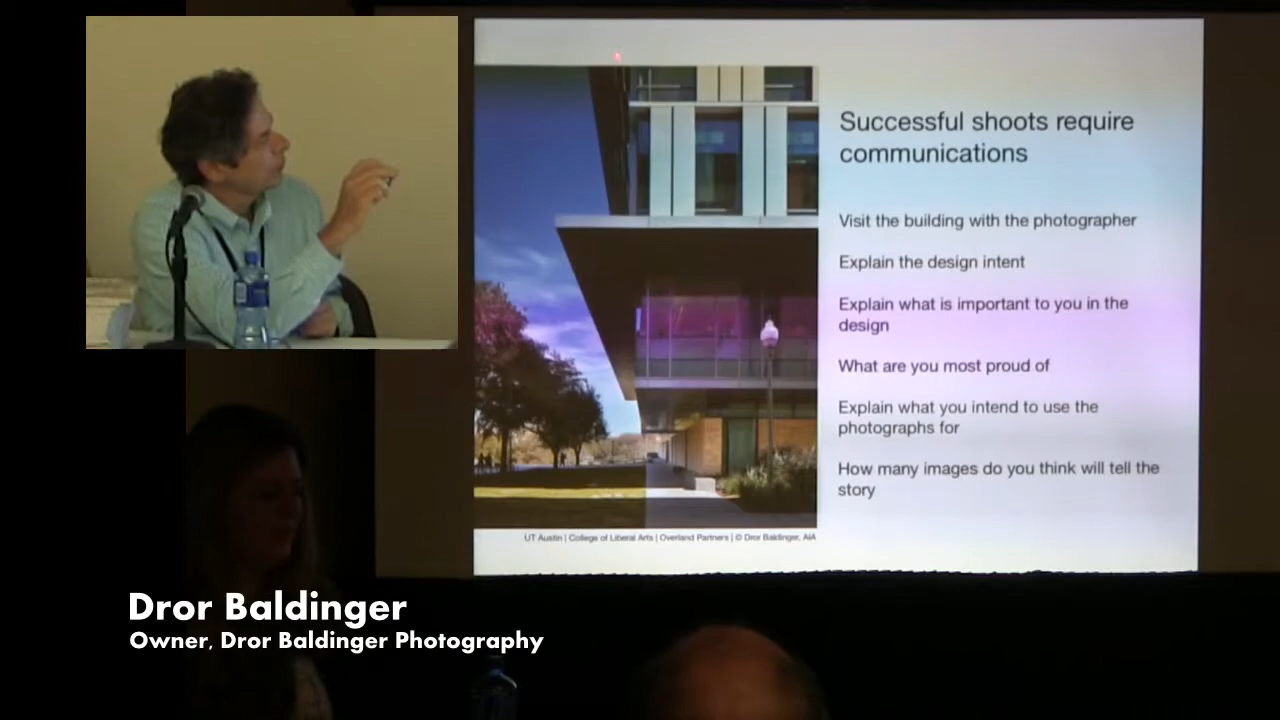 Successful shoots require
communications
Visit the building with the photographer
Explain the design intent
Explain what is important to you in the
design
What are you most proud of
Explain what you intend to use the
photographs for
How many images do you think will tell the
story
UT Austin | College of Liberal Arts | Overland Partners | © Dror Baldinger, AIA
Dror Baldinger
Owner, Dror Baldinger Photography